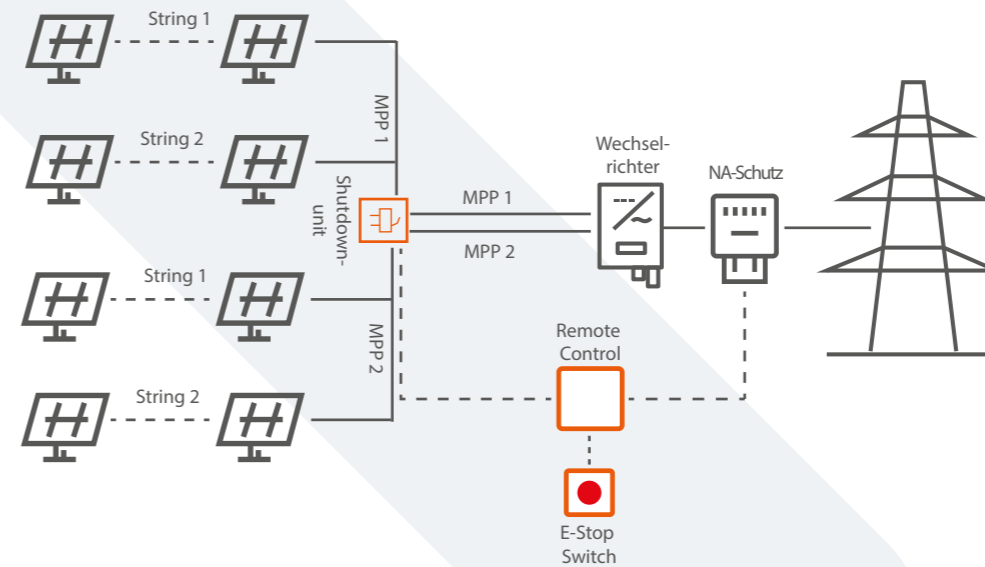 String 1
MPP 1
String 2
Shutdown-
unit
MPP 1
MPP 2
Wechsel-
richter
NA-Schutz
String 1
MPP 2
String 2
Remote
Control
E-Stop
Switch